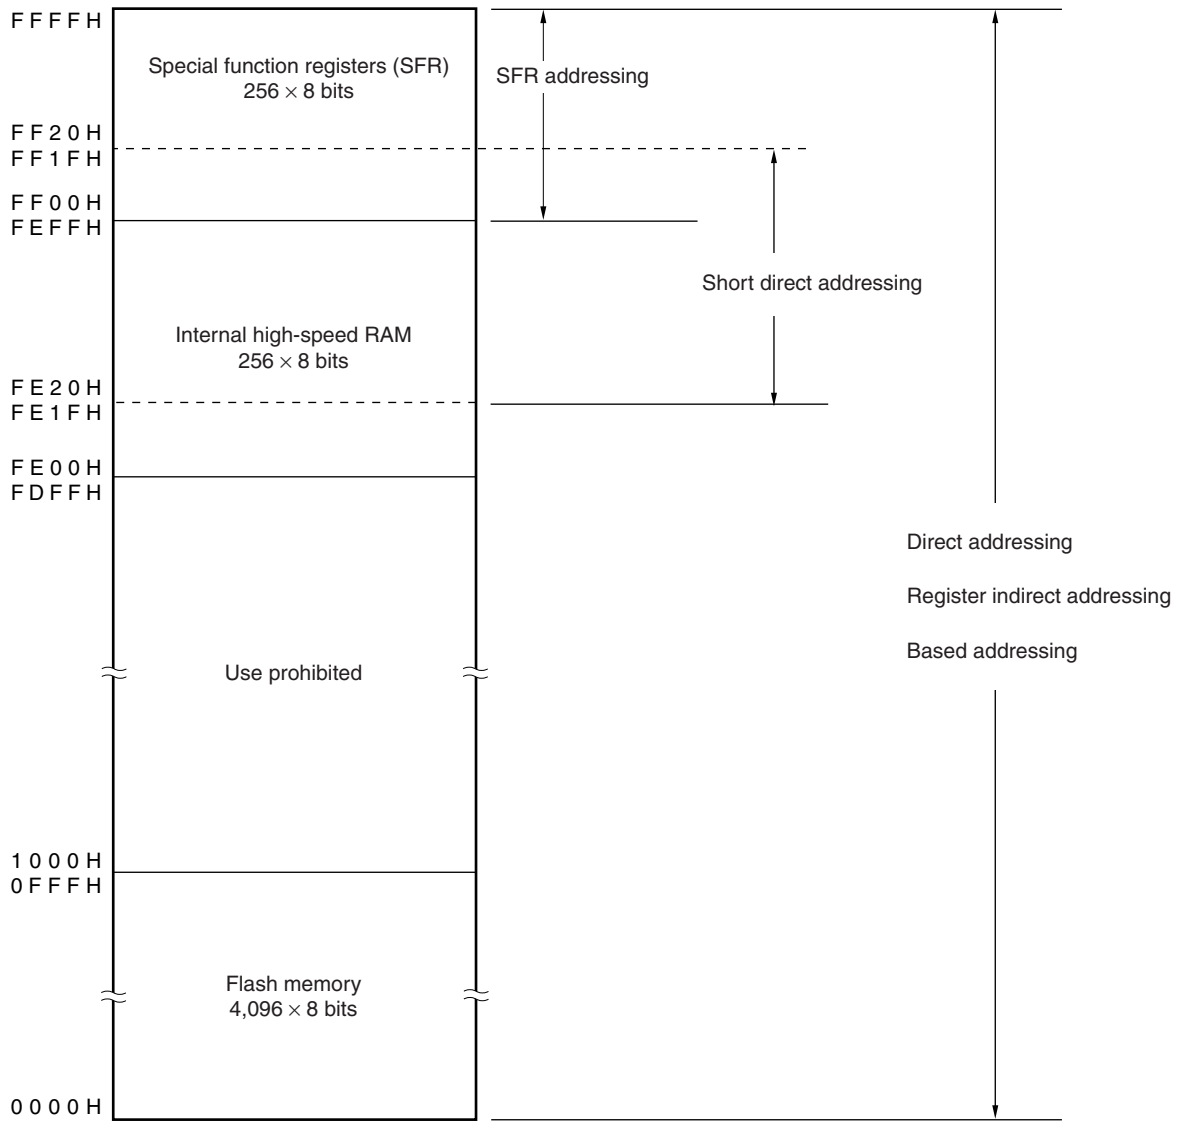 FFFFH
Special function registers (SFR)
256 × 8 bits
SFR addressing
FF20H
FF1FH
FF00H
FEFFH
Short direct addressing
Internal high-speed RAM
256 × 8 bits
FE20H
FE1FH
FE00H
FDFFH
Direct addressing
Register indirect addressing
Based addressing
Use prohibited
1000H
0FFFH
Flash memory
4,096 × 8 bits
0000H